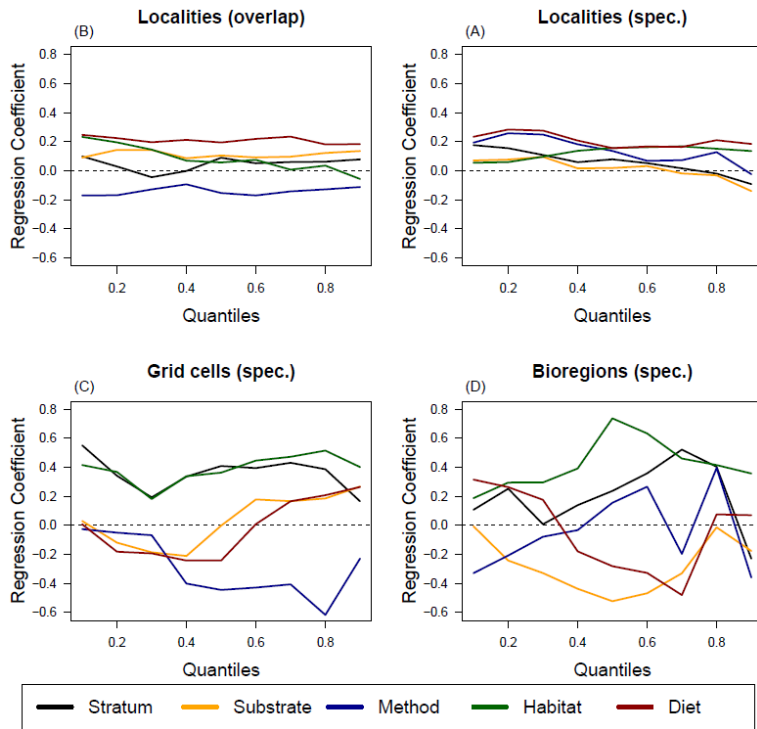 Localities (overlap)
(B)
Regression Coefficient
0.8
0.6
0.4
0.2
0.0
−0.2
−0.4
−0.6
0.2 0.4 0.6 0.8
Quantiles
Localities (spec.)
(A)
Regression Coefficient
0.8
0.6
0.4
0.2
0.0
−0.2
−0.4
−0.6
0.2 0.4 0.6 0.8
Quantiles
Grid cells (spec.)
(C)
Regression Coefficient
0.8
0.6
0.4
0.2
0.0
−0.2
−0.4
−0.6
0.2 0.4 0.6 0.8
Quantiles
Bioregions (spec.)
(D)
Regression Coefficient
0.8
0.6
0.4
0.2
0.0
−0.2
−0.4
−0.6
0.2 0.4 0.6 0.8
Quantiles
Stratum Substrate Method Habitat Diet